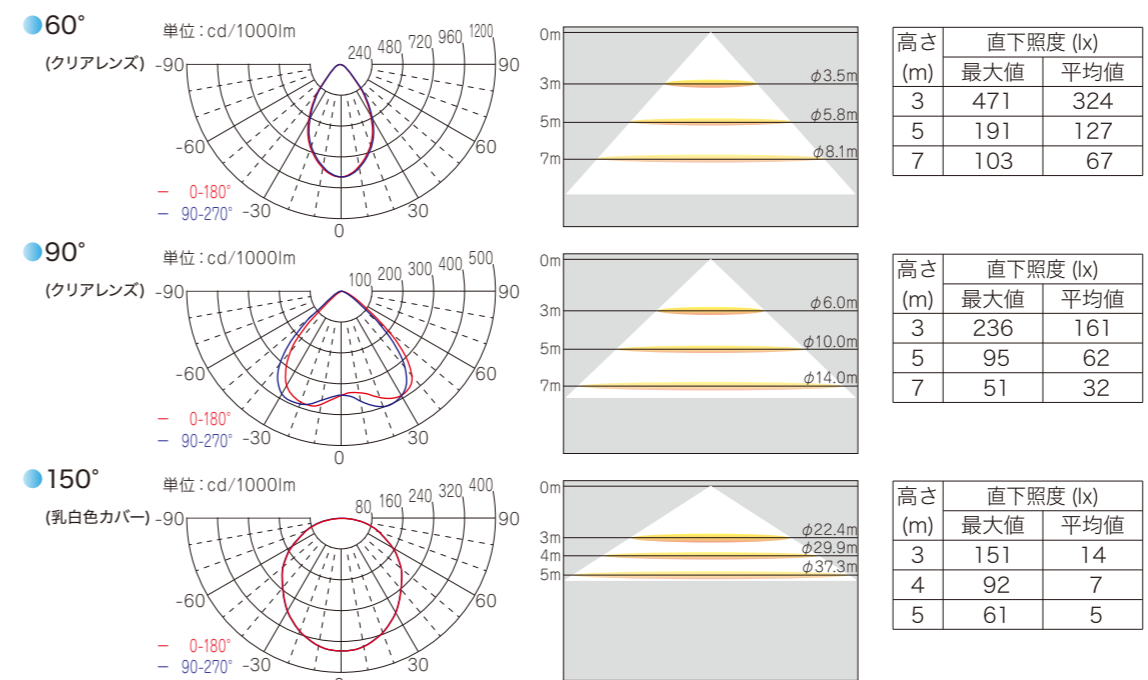 60°
(クリアレンズ)
単位:cd/1000lm
240 480 720 960 1200
-90 90
-60 60
-30 30
0
0-180°
90-270°
0m
3m φ3.5m
5m φ5.8m
7m φ8.1m
高さ 直下照度 (lx)
(m) 最大値 平均値
3 471 324
5 191 127
7 103 67
90°
(クリアレンズ)
単位:cd/1000lm
100 200 300 400 500
-90 90
-60 60
-30 30
0
0-180°
90-270°
0m
3m φ6.0m
5m φ10.0m
7m φ14.0m
高さ 直下照度 (lx)
(m) 最大値 平均値
3 236 161
5 95 62
7 51 32
150°
(乳白色カバー)
単位:cd/1000lm
80 160 240 320 400
-90 90
-60 60
-30 30
0-180°
90-270°
0m
3m φ22.4m
4m φ29.9m
5m φ37.3m
高さ 直下照度 (lx)
(m) 最大値 平均値
3 151 14
4 92 7
5 61 5